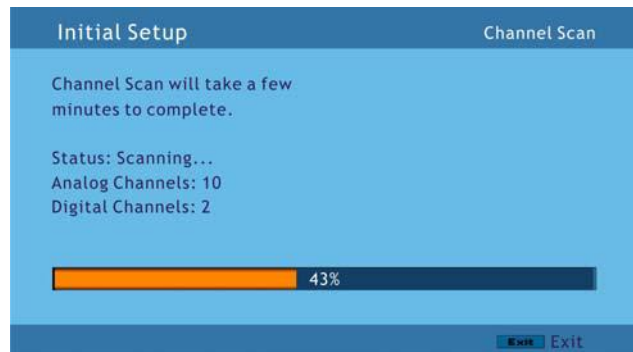 Initial Setup
Channel Scan
Channel Scan will take a few
minutes to complete.
Status: Scanning...
Analog Channels: 10
Digital Channels: 2
43%
Exit Exit